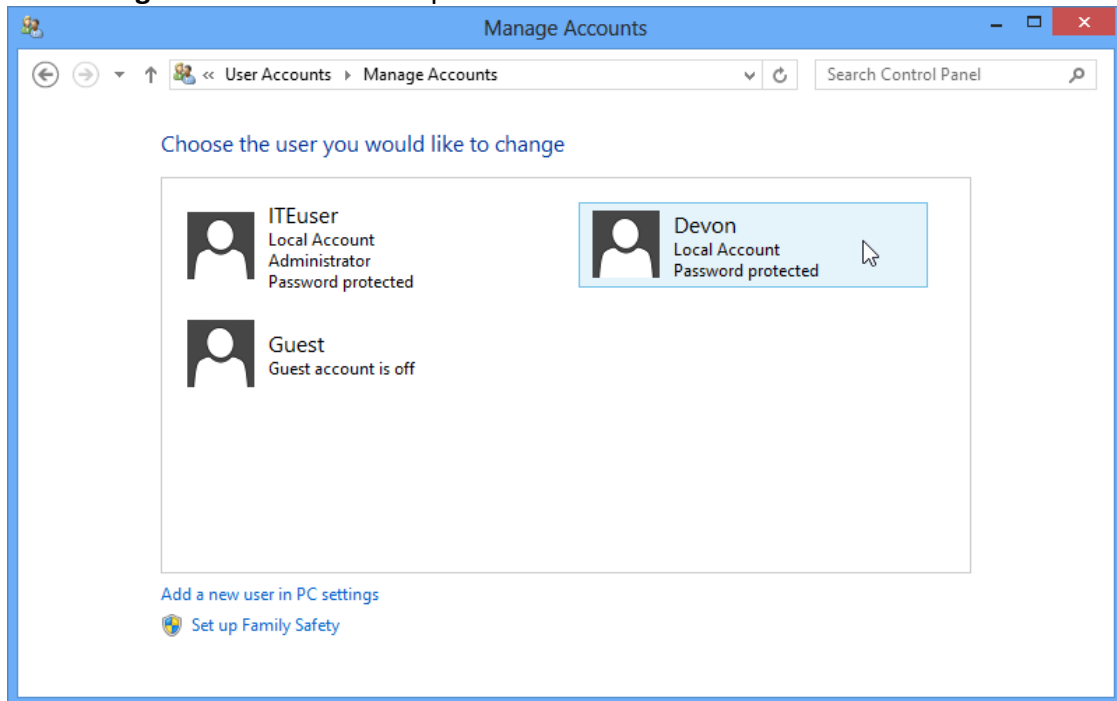 Manage Accounts
« User Accounts ▸ Manage Accounts
Search Control Panel
Choose the user you would like to change
ITEuser
Local Account
Administrator
Password protected
Devon
Local Account
Password protected
Guest
Guest account is off
Add a new user in PC settings
Set up Family Safety